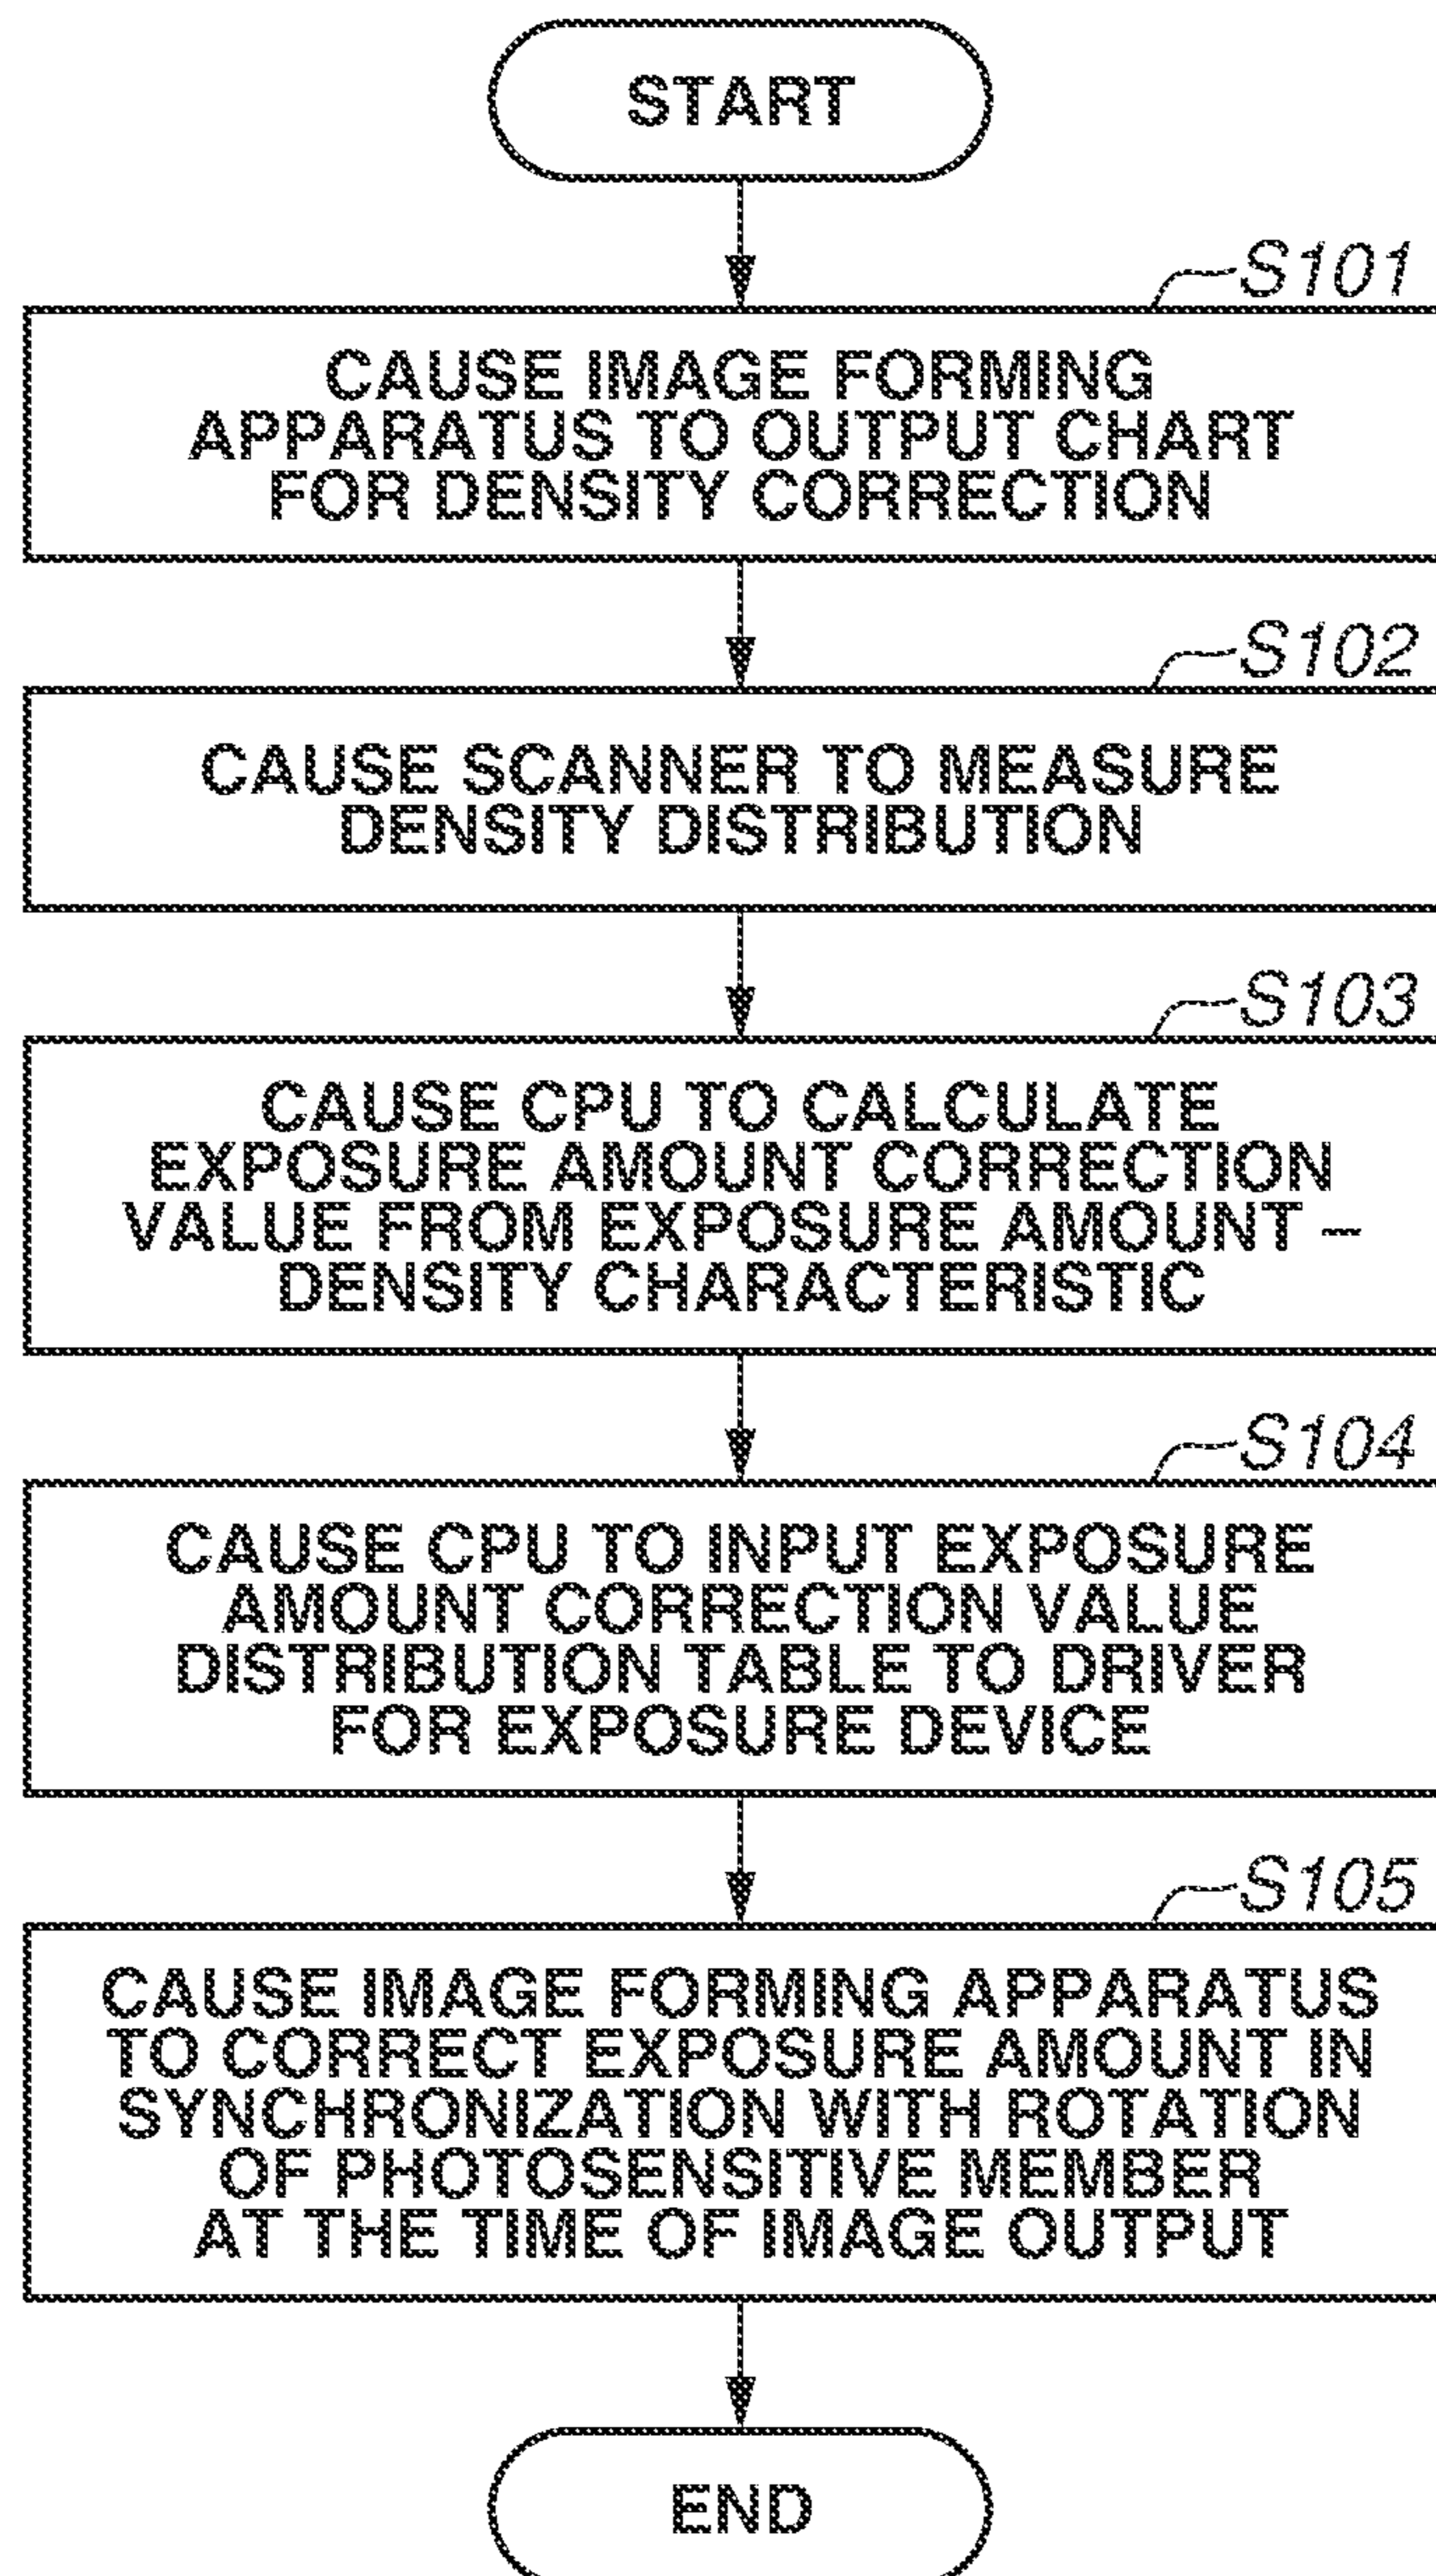 START
S101
CAUSE IMAGE FORMING
APPARATUS TO OUTPUT CHART
FOR DENSITY CORRECTION
S102
CAUSE SCANNER TO MEASURE
DENSITY DISTRIBUTION
S103
CAUSE CPU TO CALCULATE
EXPOSURE AMOUNT CORRECTION
VALUE FROM EXPOSURE AMOUNT –
DENSITY CHARACTERISTIC
S104
CAUSE CPU TO INPUT EXPOSURE
AMOUNT CORRECTION VALUE
DISTRIBUTION TABLE TO DRIVER
FOR EXPOSURE DEVICE
S105
CAUSE IMAGE FORMING APPARATUS
TO CORRECT EXPOSURE AMOUNT IN
SYNCHRONIZATION WITH ROTATION
OF PHOTOSENSITIVE MEMBER
AT THE TIME OF IMAGE OUTPUT
END